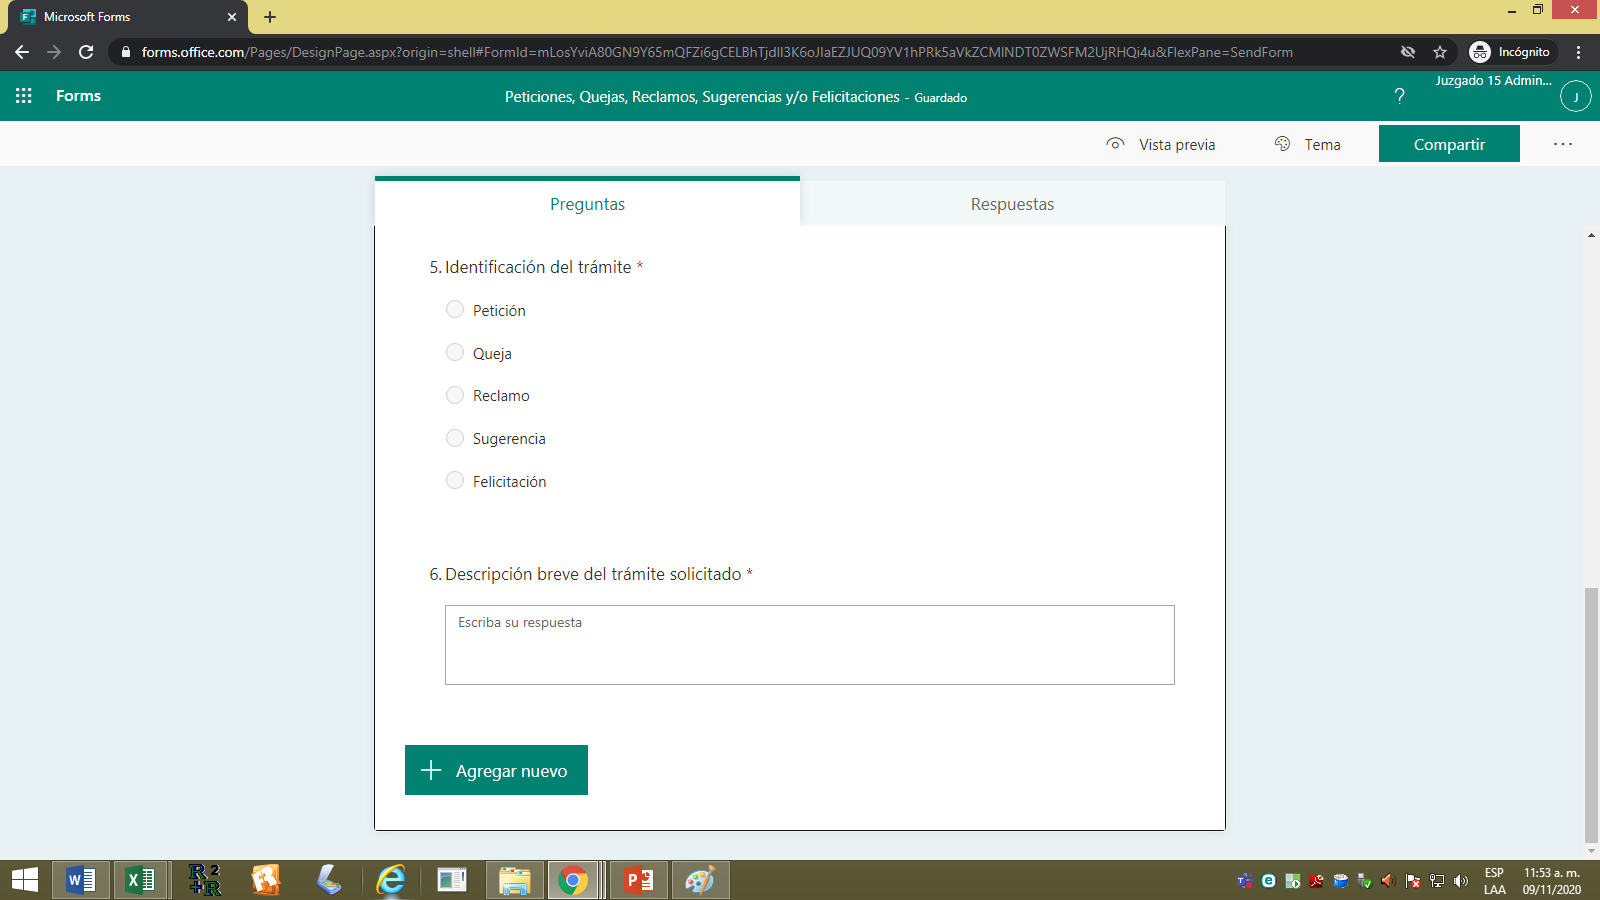 Microsoft Forms
forms.office.com/Pages/DesignPage.aspx?origin=shell#FormId=mLosYviA80GN9Y65mQFZi6gCELBhTjdII3K6oJIaEZJUQ09YV1hPRk5aVkZCMlNDT0ZWSFM2UjRHQi4u&FlexPane=SendForm
Incógnito
Forms
Peticiones, Quejas, Reclamos, Sugerencias y/o Felicitaciones - Guardado
?
Juzgado 15 Admin...
J
Vista previa
Tema
Compartir
...
Preguntas
Respuestas
5. Identificación del trámite *
Petición
Queja
Reclamo
Sugerencia
Felicitación
6. Descripción breve del trámite solicitado *
Escriba su respuesta
Agregar nuevo
ESP
LAA
11:53 a. m.
09/11/2020